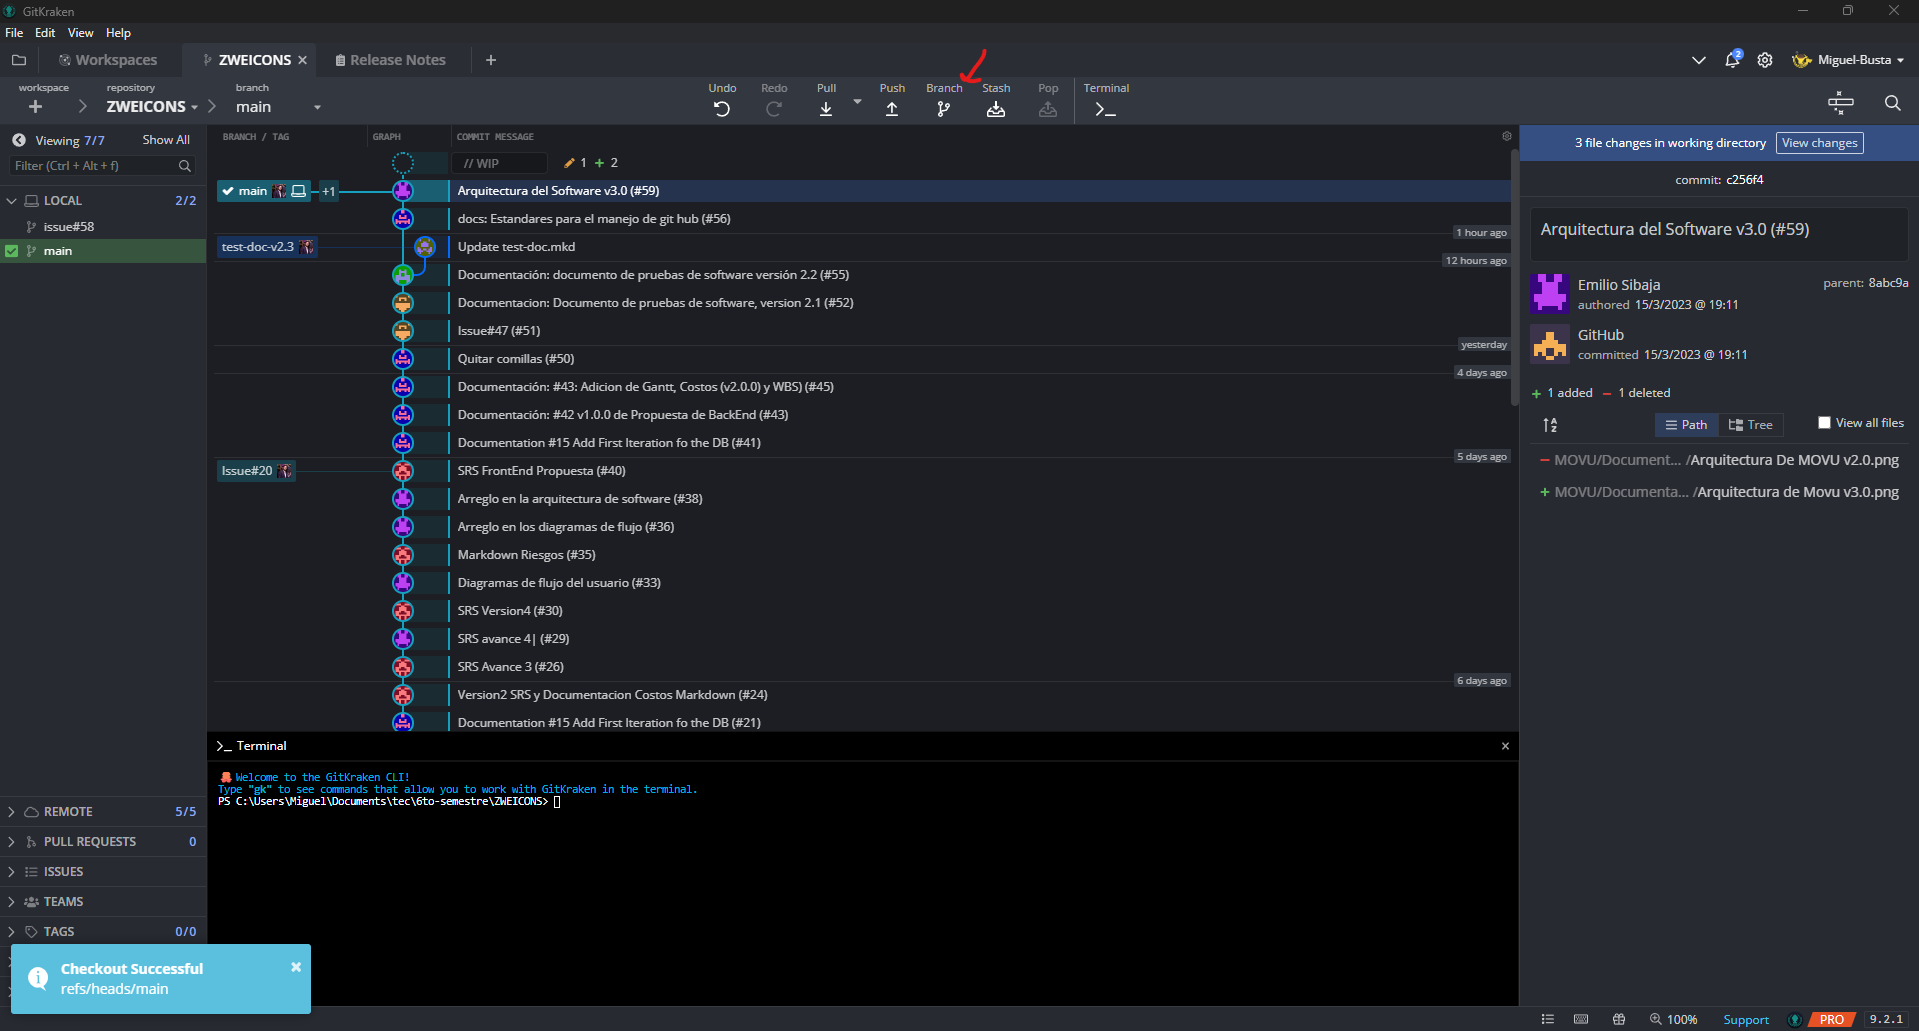 GitKraken
File Edit View Help
Workspaces ZWEICONS Release Notes
2 Miguel-Busta
workspace repository branch
ZWEICONS main
Undo Redo Pull Push Branch Stash Pop Terminal
Viewing 7/7 Show All
Filter (Ctrl + Alt + f)
LOCAL 2/2
issue#58
main
REMOTE 5/5
PULL REQUESTS 0
ISSUES
TEAMS
TAGS 0/0
BRANCH / TAG GRAPH COMMIT MESSAGE
// WIP 1 + 2
main +1 Arquitectura del Software v3.0 (#59)
docs: Estandares para el manejo de git hub (#56)
1 hour ago
test-doc-v2.3 Update test-doc.mkd
12 hours ago
Documentación: documento de pruebas de software versión 2.2 (#55)
Documentacion: Documento de pruebas de software, version 2.1 (#52)
Issue#47 (#51)
yesterday
Quitar comillas (#50)
4 days ago
Documentación: #43: Adicion de Gantt, Costos (v2.0.0) y WBS) (#45)
Documentación: #42 v1.0.0 de Propuesta de BackEnd (#43)
Documentation #15 Add First Iteration fo the DB (#41)
5 days ago
Issue#20 SRS FrontEnd Propuesta (#40)
Arreglo en la arquitectura de software (#38)
Arreglo en los diagramas de flujo (#36)
Markdown Riesgos (#35)
Diagramas de flujo del usuario (#33)
SRS Version4 (#30)
SRS avance 4| (#29)
SRS Avance 3 (#26)
6 days ago
Version2 SRS y Documentacion Costos Markdown (#24)
Documentation #15 Add First Iteration fo the DB (#21)
3 file changes in working directory View changes
commit: c256f4
Arquitectura del Software v3.0 (#59)
Emilio Sibaja parent: 8abc9a
authored 15/3/2023 @ 19:11
GitHub
committed 15/3/2023 @ 19:11
+ 1 added − 1 deleted
Path Tree View all files
− MOVU/Document... /Arquitectura De MOVU v2.0.png
+ MOVU/Documenta... /Arquitectura de Movu v3.0.png
Terminal
Welcome to the GitKraken CLI!
Type "gk" to see commands that allow you to work with GitKraken in the terminal.
PS C:\Users\Miguel\Documents\tec\6to-semestre\ZWEICONS>
Checkout Successful
refs/heads/main
100% Support PRO 9.2.1